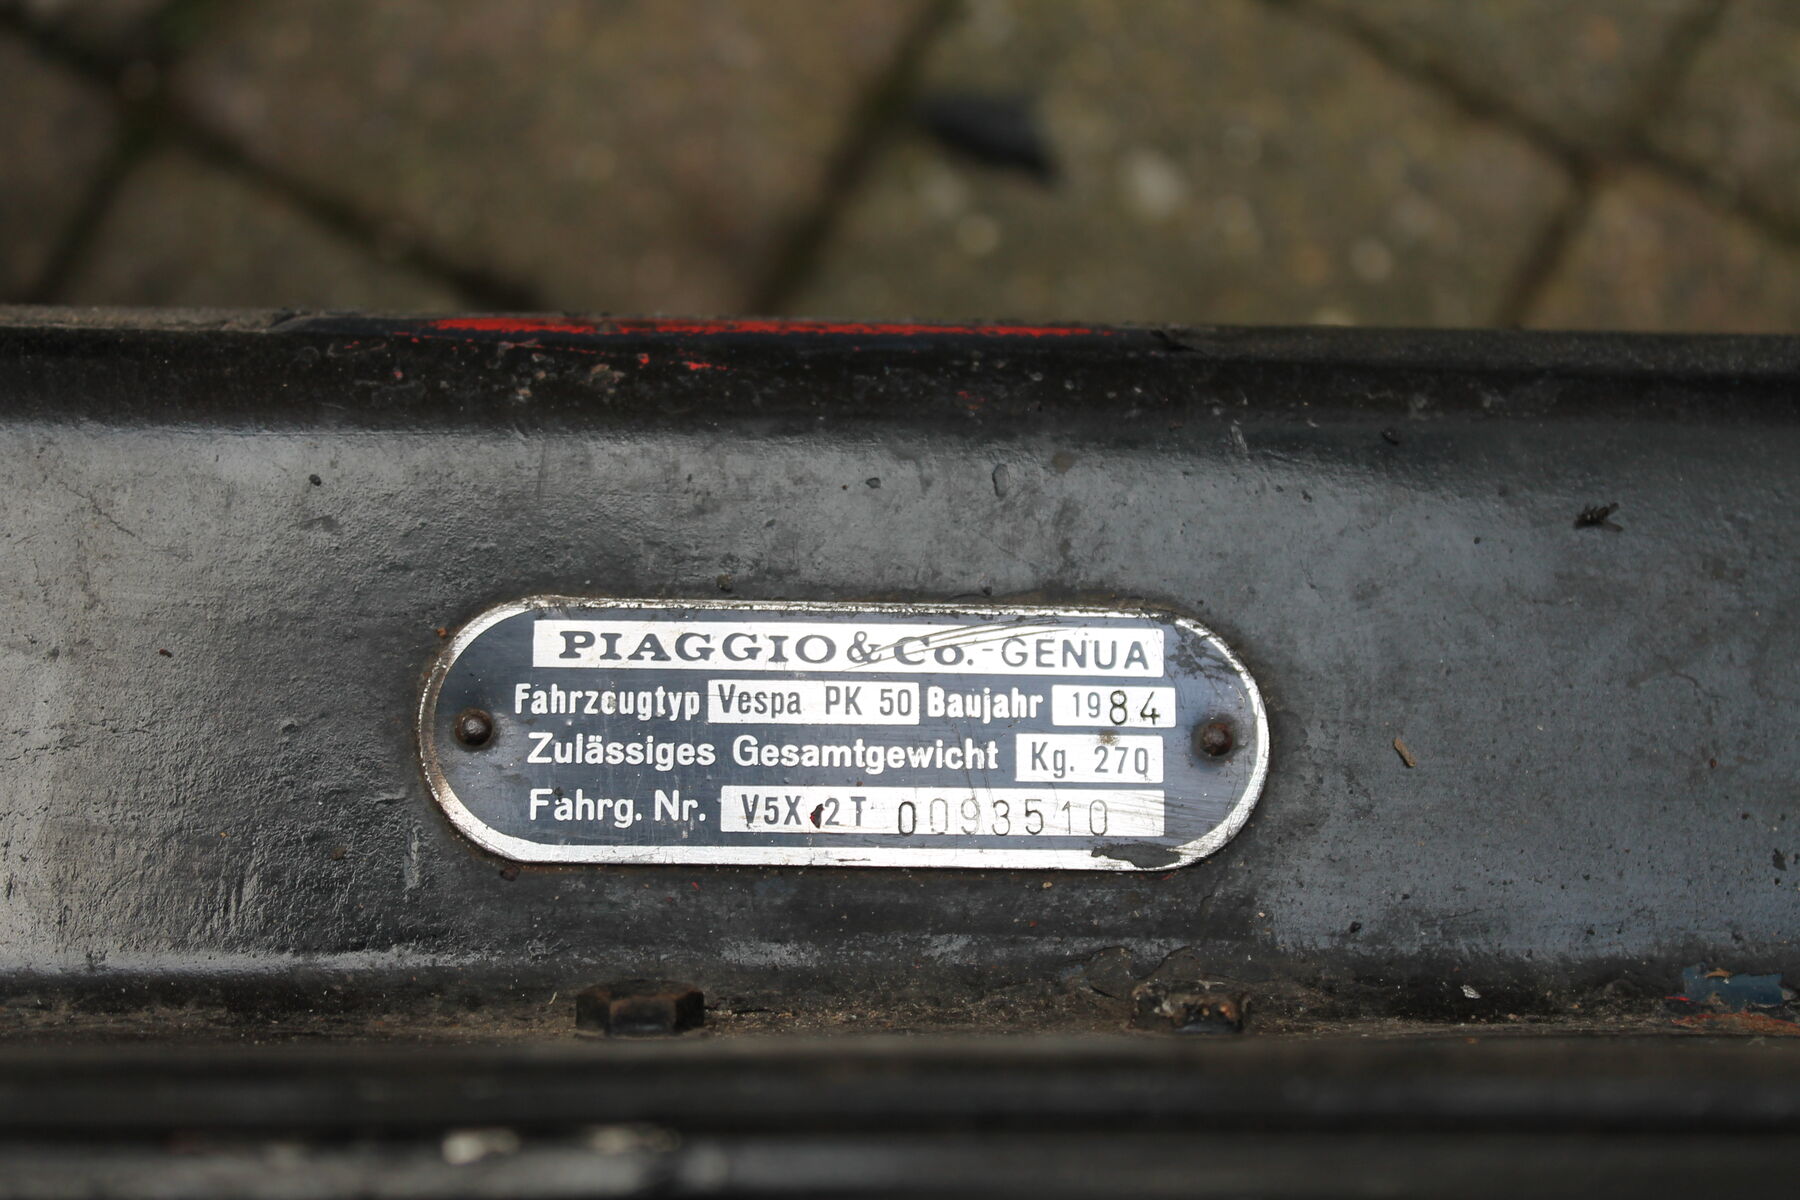 PIAGGIO & Co. - GENUA
Fahrzeugtyp Vespa PK 50 Baujahr 1984
Zulässiges Gesamtgewicht Kg. 270
Fahrg. Nr. V5X 2T 0093510